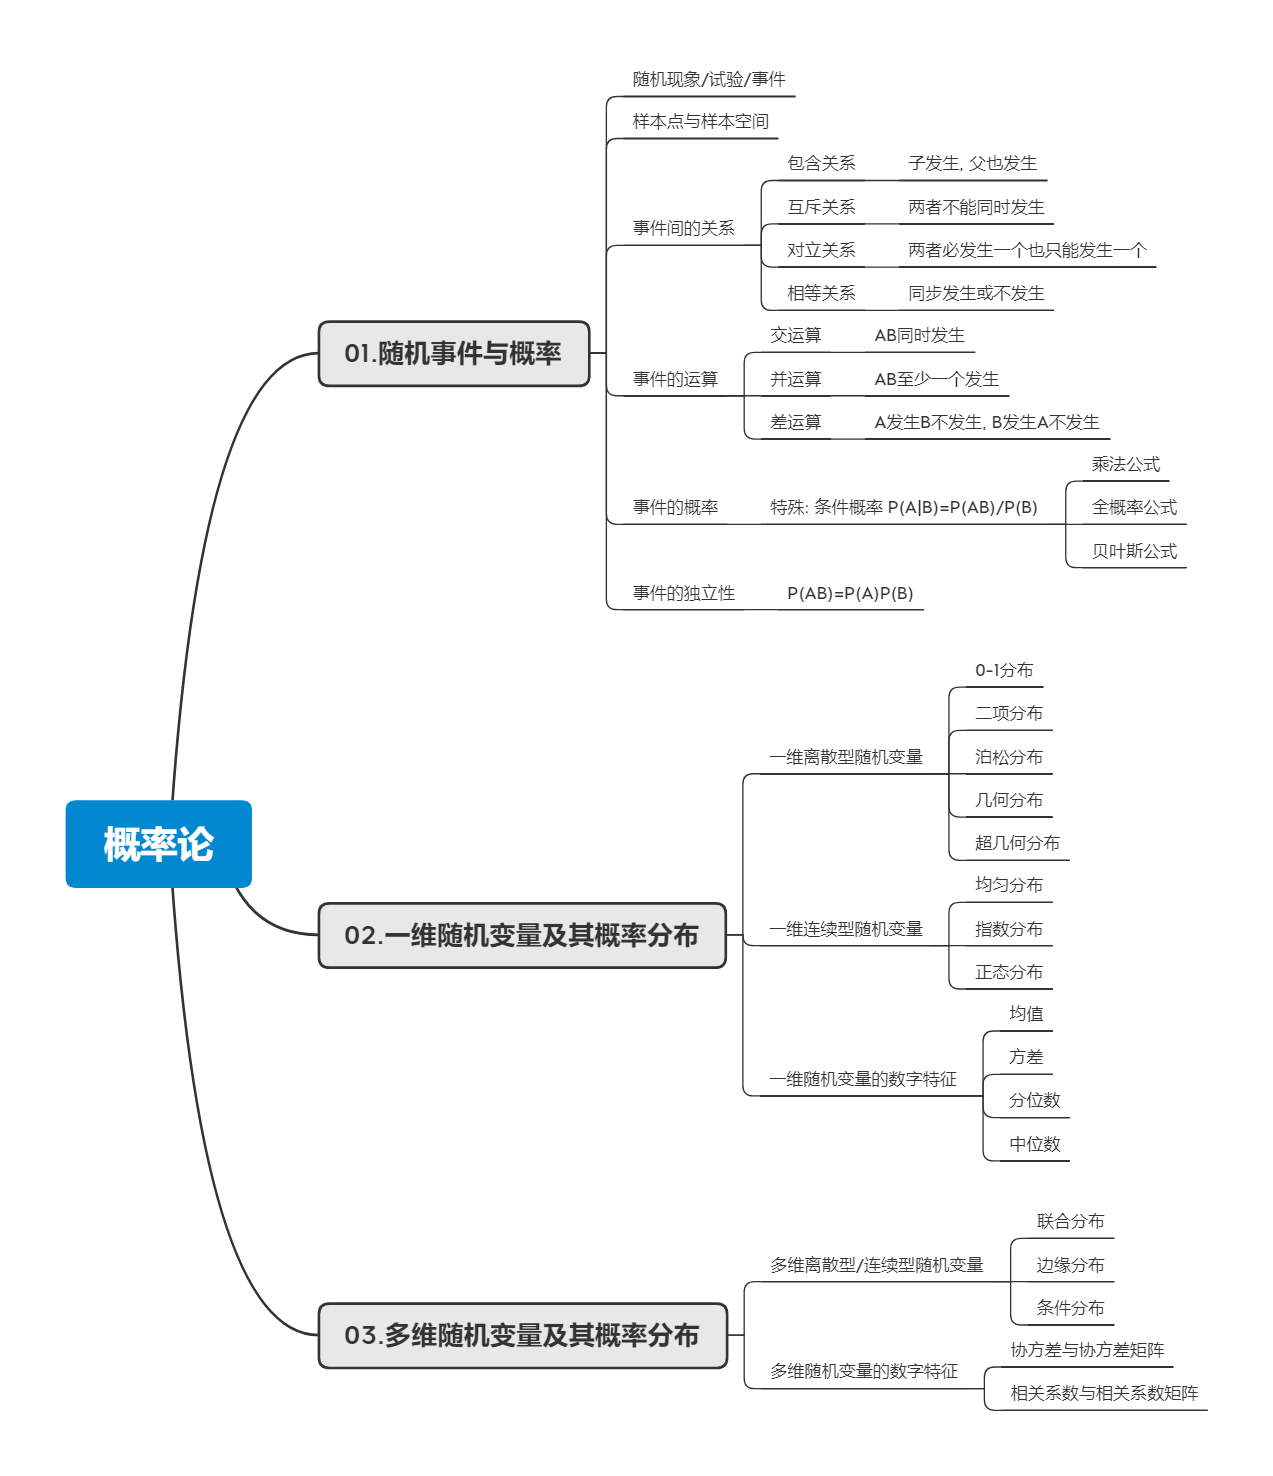 概率论
01.随机事件与概率
随机现象/试验/事件
样本点与样本空间
事件间的关系
包含关系
子发生, 父也发生
互斥关系
两者不能同时发生
对立关系
两者必发生一个也只能发生一个
相等关系
同步发生或不发生
事件的运算
交运算
AB同时发生
并运算
AB至少一个发生
差运算
A发生B不发生, B发生A不发生
事件的概率
特殊: 条件概率 P(A|B)=P(AB)/P(B)
乘法公式
全概率公式
贝叶斯公式
事件的独立性
P(AB)=P(A)P(B)
02.一维随机变量及其概率分布
一维离散型随机变量
0-1分布
二项分布
泊松分布
几何分布
超几何分布
一维连续型随机变量
均匀分布
指数分布
正态分布
一维随机变量的数字特征
均值
方差
分位数
中位数
03.多维随机变量及其概率分布
多维离散型/连续型随机变量
联合分布
边缘分布
条件分布
多维随机变量的数字特征
协方差与协方差矩阵
相关系数与相关系数矩阵